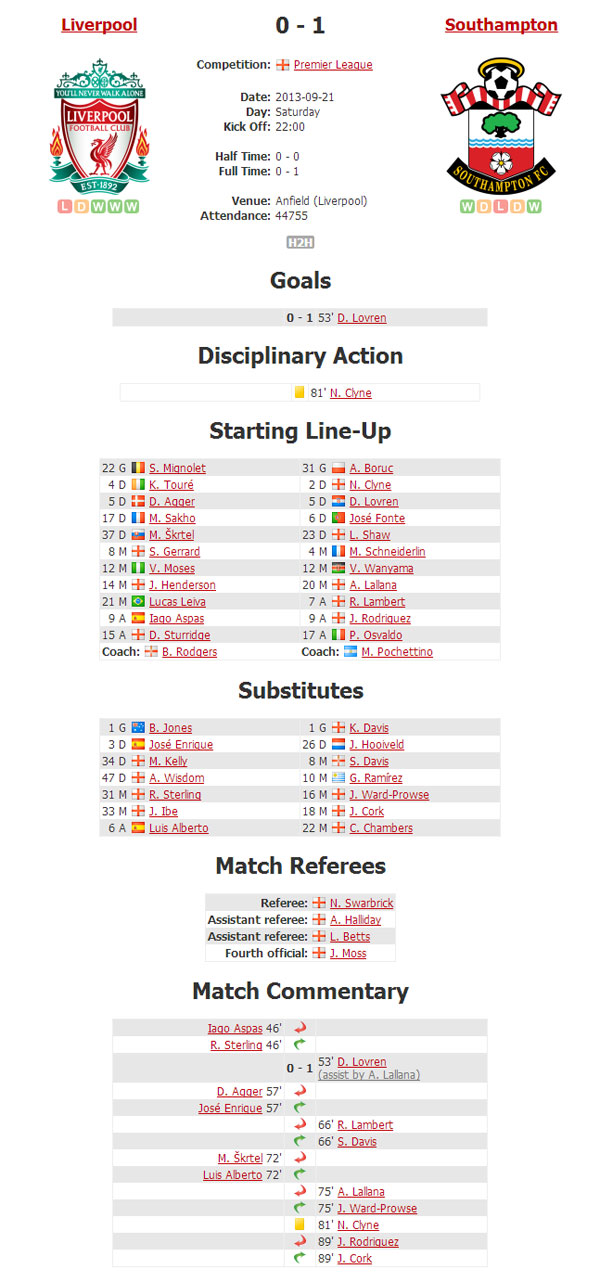 Liverpool 0 - 1 Southampton
Competition: Premier League
YOU'LL NEVER WALK ALONE
LIVERPOOL
FOOTBALL CLUB
EST·1892
SOUTHAMPTON FC
Date: 2013-09-21
Day: Saturday
Kick Off: 22:00
Half Time: 0 - 0
Full Time: 0 - 1
Venue: Anfield (Liverpool)
L D W W W W D L D W
Attendance: 44755
H2H
Goals
0 - 1 53' D. Lovren
Disciplinary Action
81' N. Clyne
Starting Line-Up
22 G S. Mignolet 31 G A. Boruc
4 D K. Touré 2 D N. Clyne
5 D D. Agger 5 D D. Lovren
17 D M. Sakho 6 D José Fonte
37 D M. Škrtel 23 D L. Shaw
8 M S. Gerrard 4 M M. Schneiderlin
12 M V. Moses 12 M V. Wanyama
14 M J. Henderson 20 M A. Lallana
21 M Lucas Leiva 7 A R. Lambert
9 A Iago Aspas 9 A J. Rodriguez
15 A D. Sturridge 17 A P. Osvaldo
Coach: B. Rodgers Coach: M. Pochettino
Substitutes
1 G B. Jones 1 G K. Davis
3 D José Enrique 26 D J. Hooiveld
34 D M. Kelly 8 M S. Davis
47 D A. Wisdom 10 M G. Ramírez
31 M R. Sterling 16 M J. Ward-Prowse
33 M J. Ibe 18 M J. Cork
6 A Luis Alberto 22 M C. Chambers
Match Referees
Referee: N. Swarbrick
Assistant referee: A. Halliday
Assistant referee: L. Betts
Fourth official: J. Moss
Match Commentary
Iago Aspas 46'
R. Sterling 46'
0 - 1 53' D. Lovren
(assist by A. Lallana)
D. Agger 57'
José Enrique 57'
66' R. Lambert
66' S. Davis
M. Škrtel 72'
Luis Alberto 72'
75' A. Lallana
75' J. Ward-Prowse
81' N. Clyne
89' J. Rodriguez
89' J. Cork